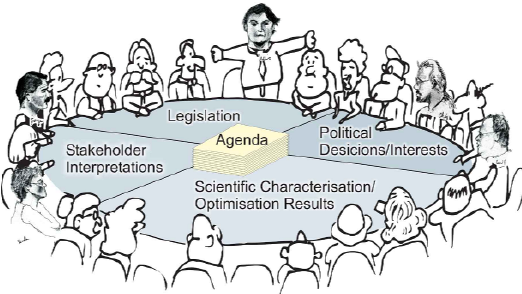 Legislation
Agenda
Political
Desicions/Interests
Stakeholder
Interpretations
Scientific Characterisation/
Optimisation Results